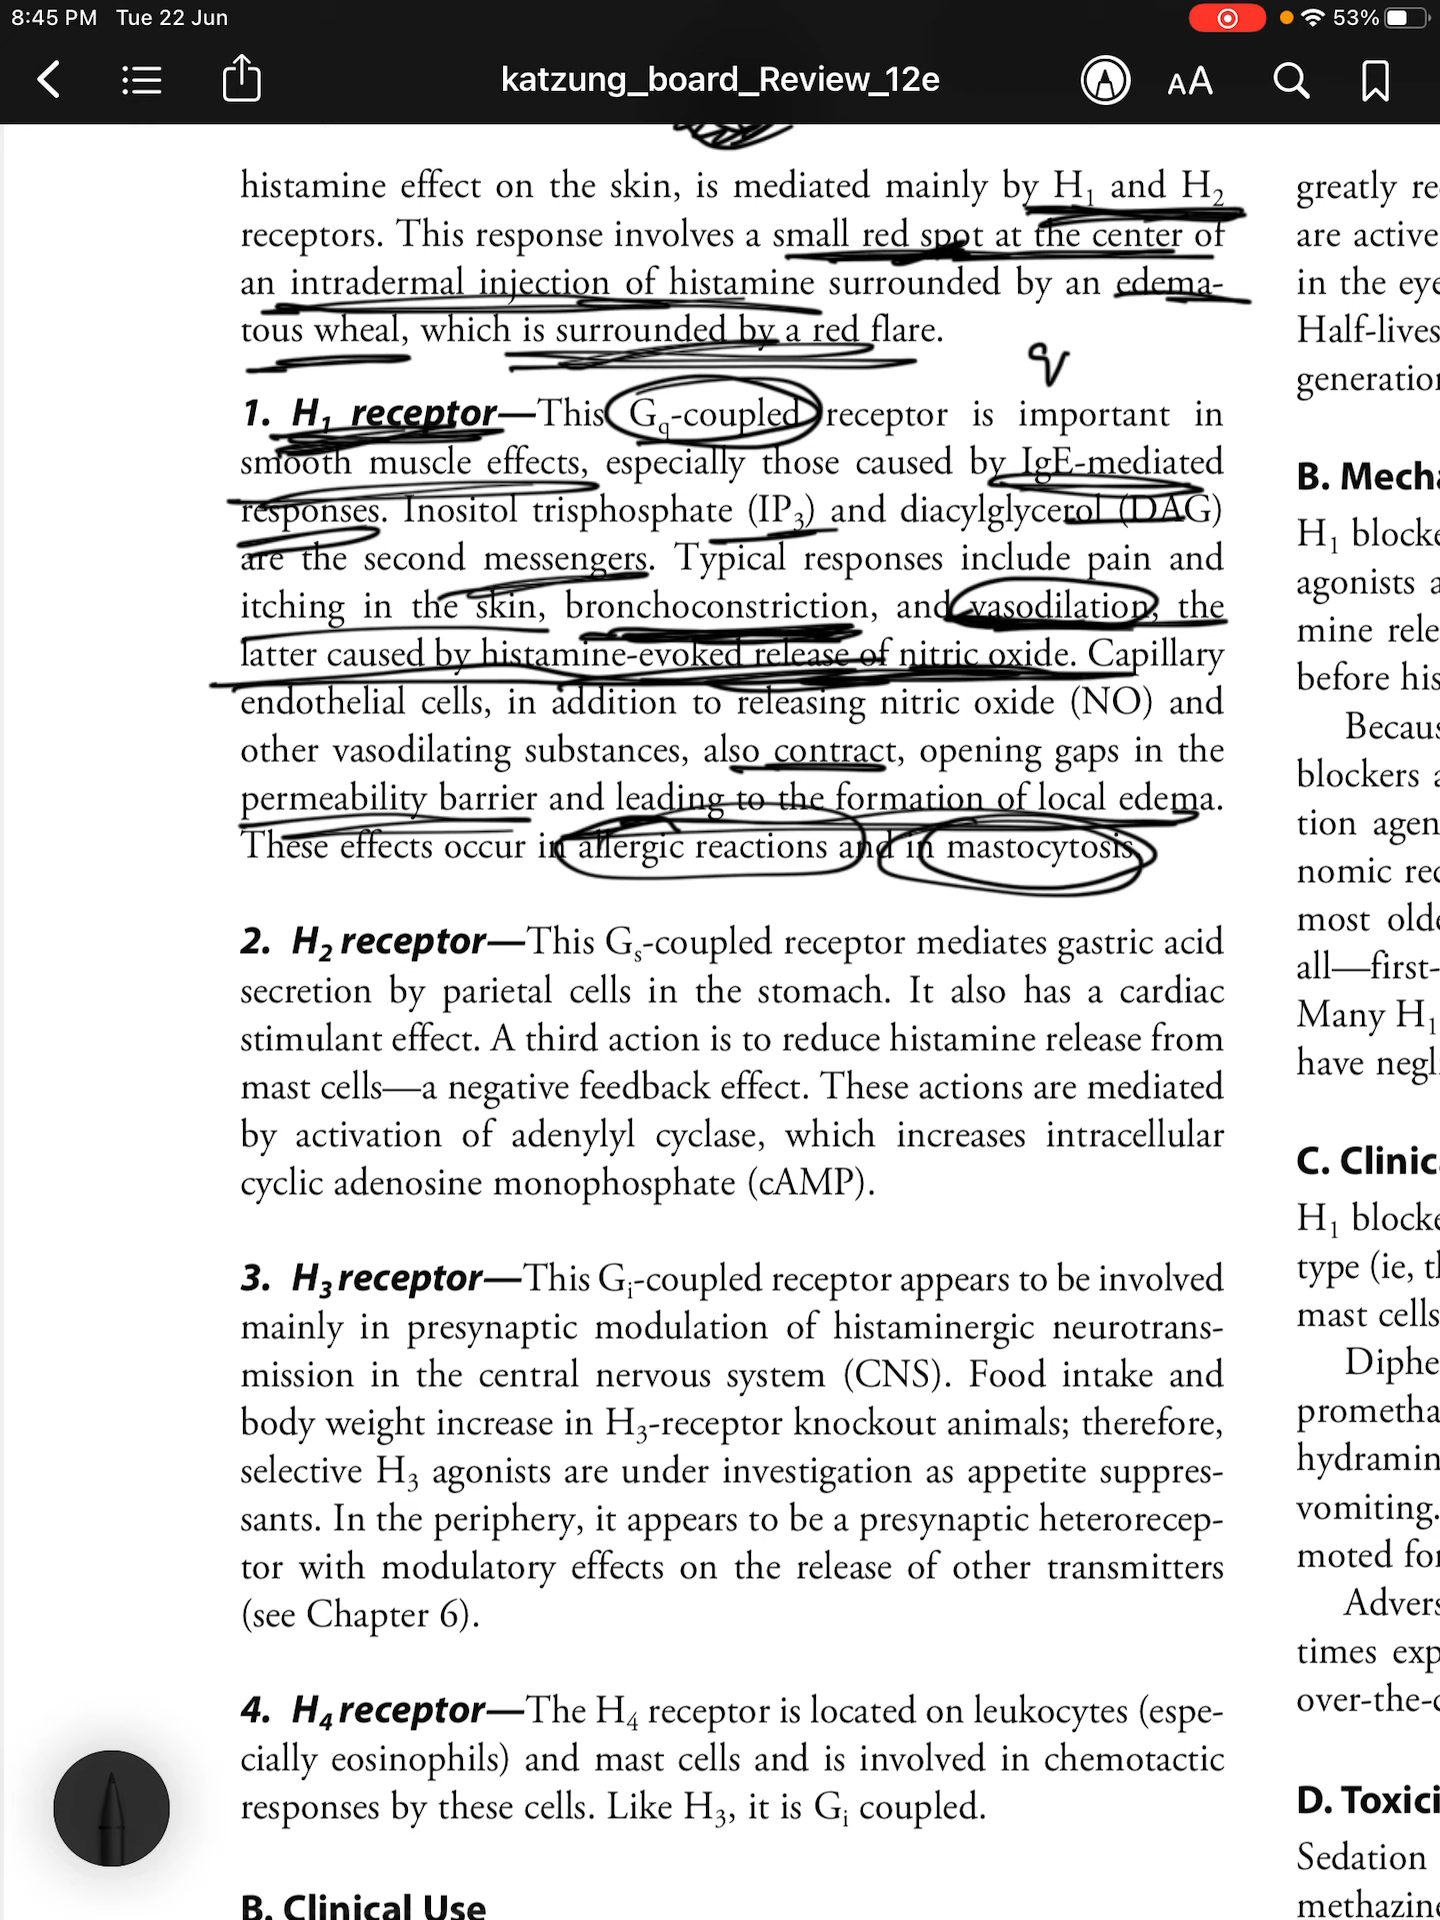 8:45 PM Tue 22 Jun
53%
katzung_board_Review_12e
AA
histamine effect on the skin, is mediated mainly by H₁ and H₂
receptors. This response involves a small red spot at the center of
an intradermal injection of histamine surrounded by an edema-
tous wheal, which is surrounded by a red flare.
q
1. H₁ receptor—This Gq-coupled receptor is important in
smooth muscle effects, especially those caused by IgE-mediated
responses. Inositol trisphosphate (IP₃) and diacylglycerol (DAG)
are the second messengers. Typical responses include pain and
itching in the skin, bronchoconstriction, and vasodilation, the
latter caused by histamine-evoked release of nitric oxide. Capillary
endothelial cells, in addition to releasing nitric oxide (NO) and
other vasodilating substances, also contract, opening gaps in the
permeability barrier and leading to the formation of local edema.
These effects occur in allergic reactions and in mastocytosis.
2. H₂ receptor—This Gs-coupled receptor mediates gastric acid
secretion by parietal cells in the stomach. It also has a cardiac
stimulant effect. A third action is to reduce histamine release from
mast cells—a negative feedback effect. These actions are mediated
by activation of adenylyl cyclase, which increases intracellular
cyclic adenosine monophosphate (cAMP).
3. H₃ receptor—This Gi-coupled receptor appears to be involved
mainly in presynaptic modulation of histaminergic neurotrans-
mission in the central nervous system (CNS). Food intake and
body weight increase in H₃-receptor knockout animals; therefore,
selective H₃ agonists are under investigation as appetite suppres-
sants. In the periphery, it appears to be a presynaptic heterorecep-
tor with modulatory effects on the release of other transmitters
(see Chapter 6).
4. H₄ receptor—The H₄ receptor is located on leukocytes (espe-
cially eosinophils) and mast cells and is involved in chemotactic
responses by these cells. Like H₃, it is Gi coupled.
B. Clinical Use
greatly re
are active
in the eye
Half-lives
generation
B. Mecha
H₁ blocke
agonists a
mine rele
before his
Becaus
blockers a
tion agen
nomic rec
most olde
all—first-
Many H₁
have negl
C. Clinic
H₁ blocke
type (ie, th
mast cells
Diphe
prometha
hydramin
vomiting.
moted for
Advers
times exp
over-the-c
D. Toxici
Sedation
methazine